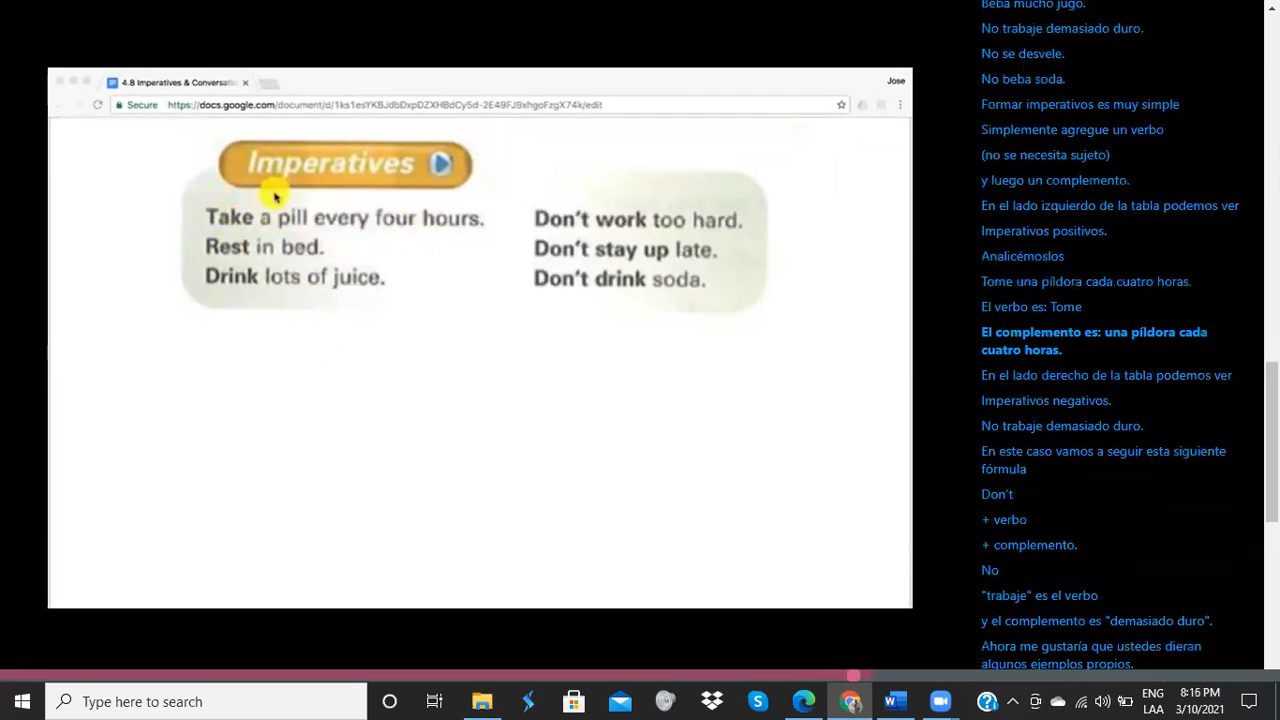 4.8 Imperatives & Conversatio
Jose
Secure https://docs.google.com/document/d/1ks1esYKBJdbDxpDZXHBdCy5d-2E49FJ9xhgoFzgX74k/edit
Imperatives
Take a pill every four hours.
Rest in bed.
Drink lots of juice.
Don't work too hard.
Don't stay up late.
Don't drink soda.
Beba mucho jugo.
No trabaje demasiado duro.
No se desvele.
No beba soda.
Formar imperativos es muy simple
Simplemente agregue un verbo
(no se necesita sujeto)
y luego un complemento.
En el lado izquierdo de la tabla podemos ver
Imperativos positivos.
Analicémoslos
Tome una píldora cada cuatro horas.
El verbo es: Tome
El complemento es: una píldora cada
cuatro horas.
En el lado derecho de la tabla podemos ver
Imperativos negativos.
No trabaje demasiado duro.
En este caso vamos a seguir esta siguiente
fórmula
Don't
+ verbo
+ complemento.
No
"trabaje" es el verbo
y el complemento es "demasiado duro".
Ahora me gustaría que ustedes dieran
algunos ejemplos propios.
Type here to search
ENG
LAA
8:16 PM
3/10/2021